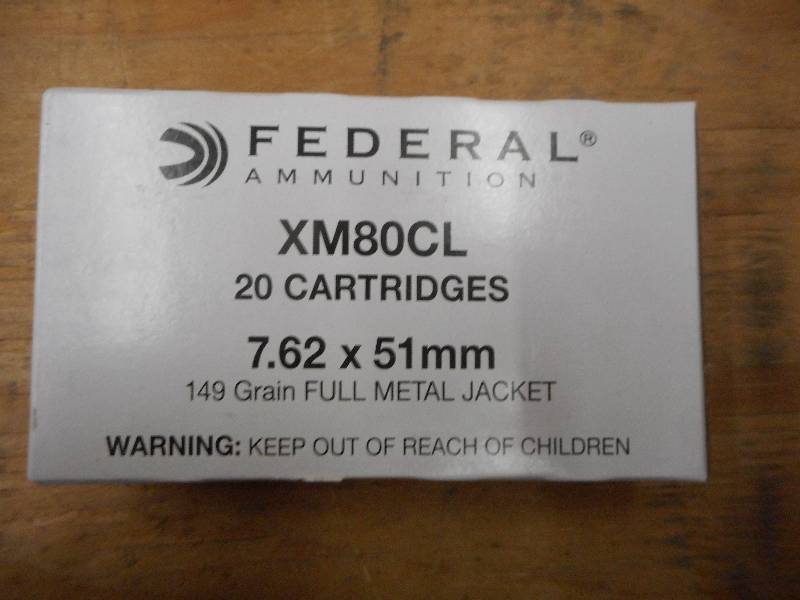 FEDERAL®
AMMUNITION
XM80CL
20 CARTRIDGES
7.62 x 51mm
149 Grain FULL METAL JACKET
WARNING: KEEP OUT OF REACH OF CHILDREN